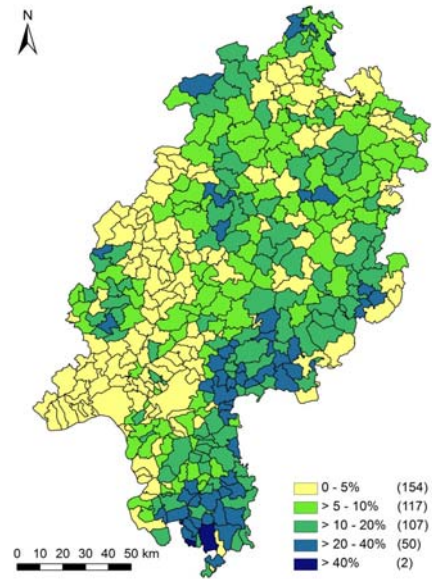 N
0 - 5% (154)
> 5 - 10% (117)
> 10 - 20% (107)
> 20 - 40% (50)
> 40% (2)
0 10 20 30 40 50 km